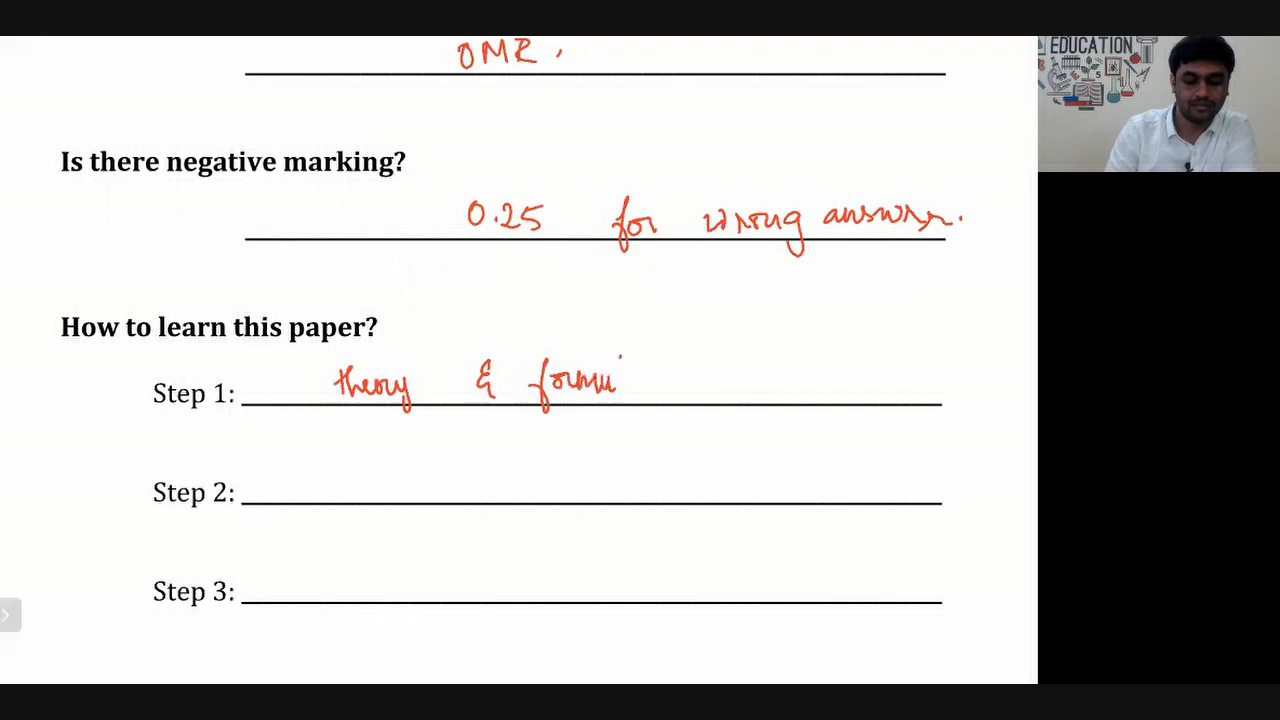 OMR.
EDUCATION
Is there negative marking?
0.25 for wrong answer.
How to learn this paper?
Step 1: theory &
Step 2:
Step 3: